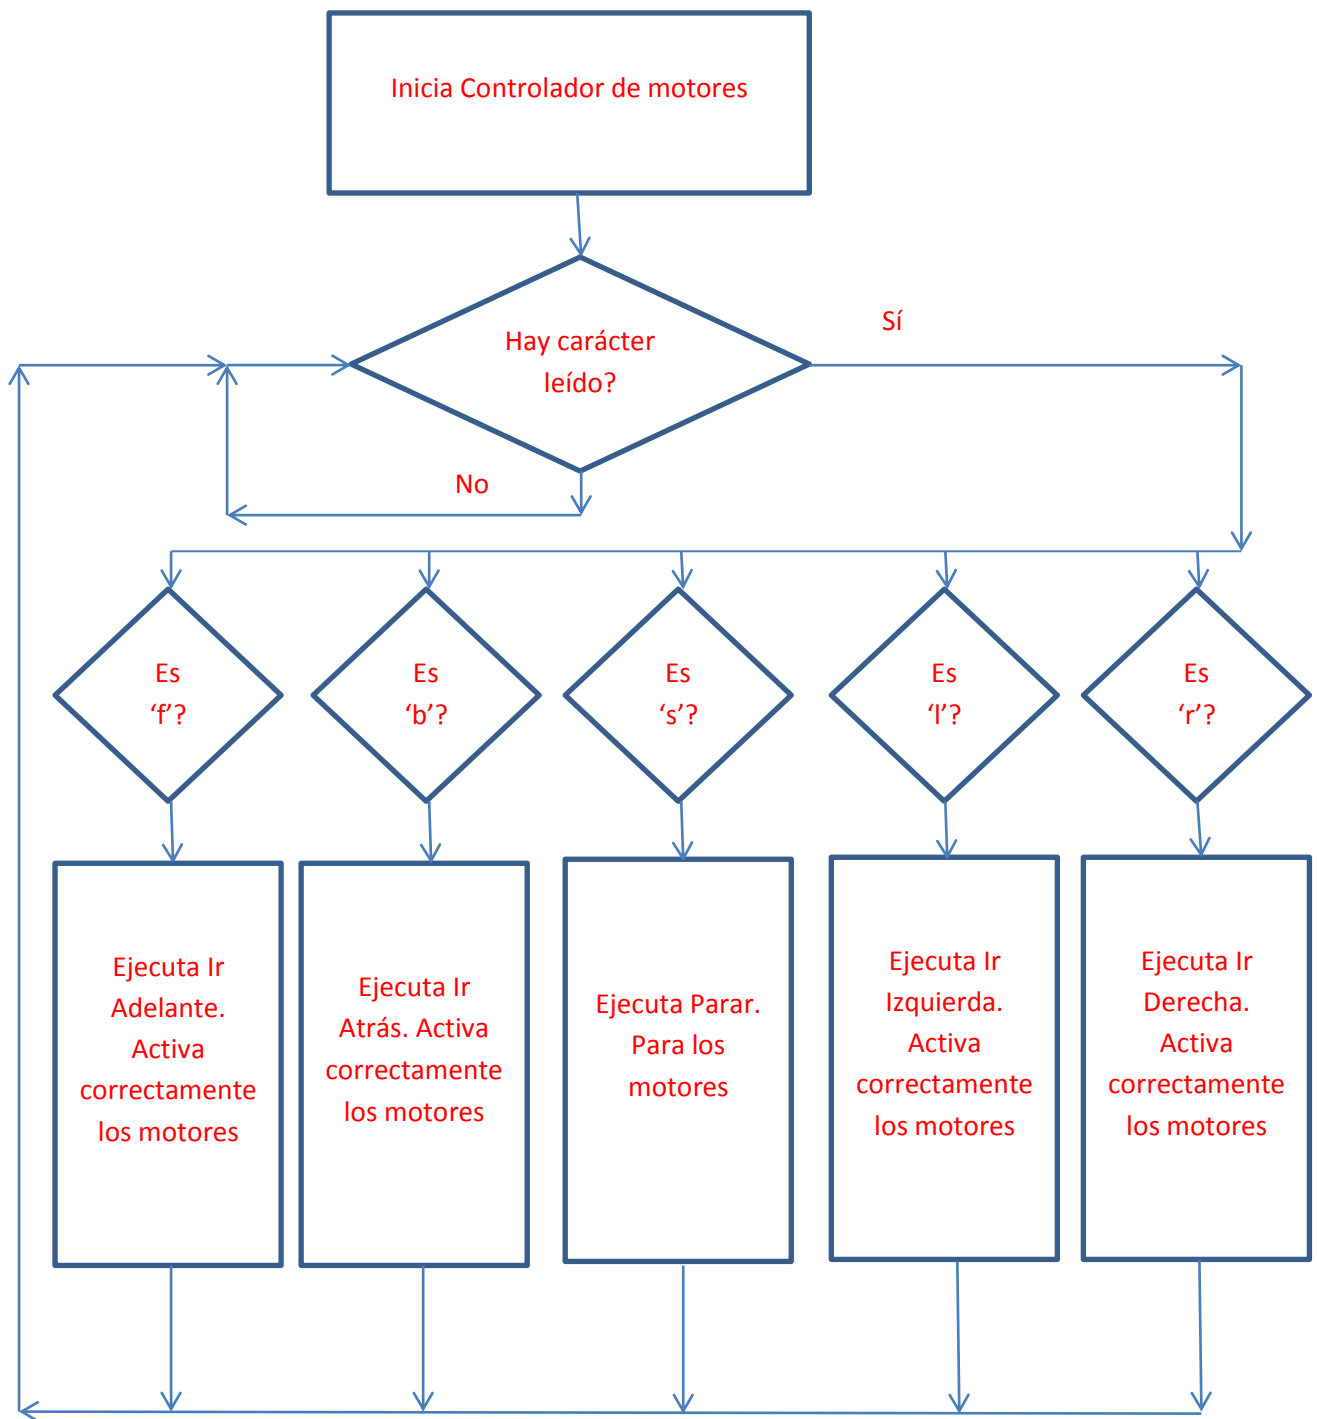 Inicia Controlador de motores
Hay carácter
leído?
Sí
No
Es
‘f’?
Es
‘b’?
Es
‘s’?
Es
‘l’?
Es
‘r’?
Ejecuta Ir
Adelante.
Activa
correctamente
los motores
Ejecuta Ir
Atrás. Activa
correctamente
los motores
Ejecuta Parar.
Para los
motores
Ejecuta Ir
Izquierda.
Activa
correctamente
los motores
Ejecuta Ir
Derecha.
Activa
correctamente
los motores